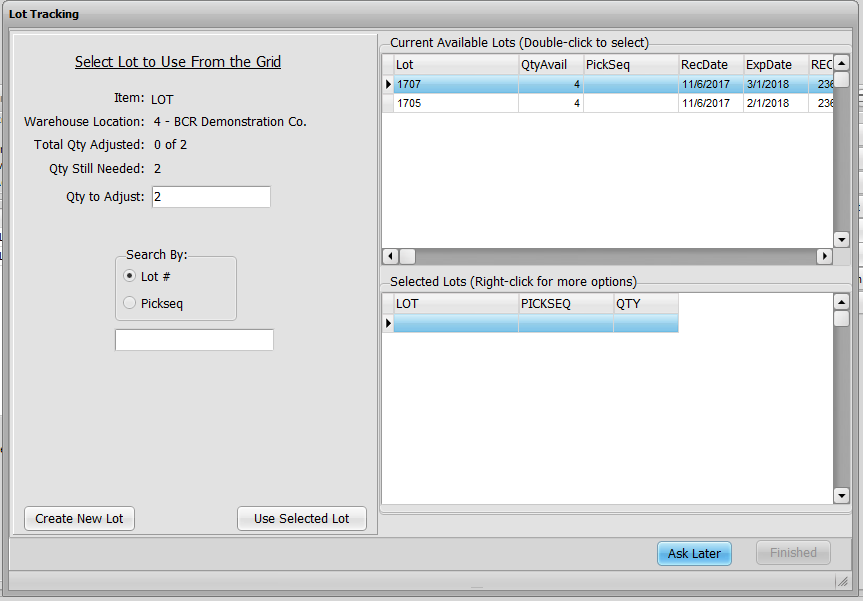 Lot Tracking
Select Lot to Use From the Grid
Item: LOT
Warehouse Location: 4 - BCR Demonstration Co.
Total Qty Adjusted: 0 of 2
Qty Still Needed: 2
Qty to Adjust: 2
Search By:
Lot #
Pickseq
Create New Lot
Use Selected Lot
Current Available Lots (Double-click to select)
Lot QtyAvail PickSeq RecDate ExpDate REC
1707 4 11/6/2017 3/1/2018 236
1705 4 11/6/2017 2/1/2018 236
Selected Lots (Right-click for more options)
LOT PICKSEQ QTY
Ask Later
Finished